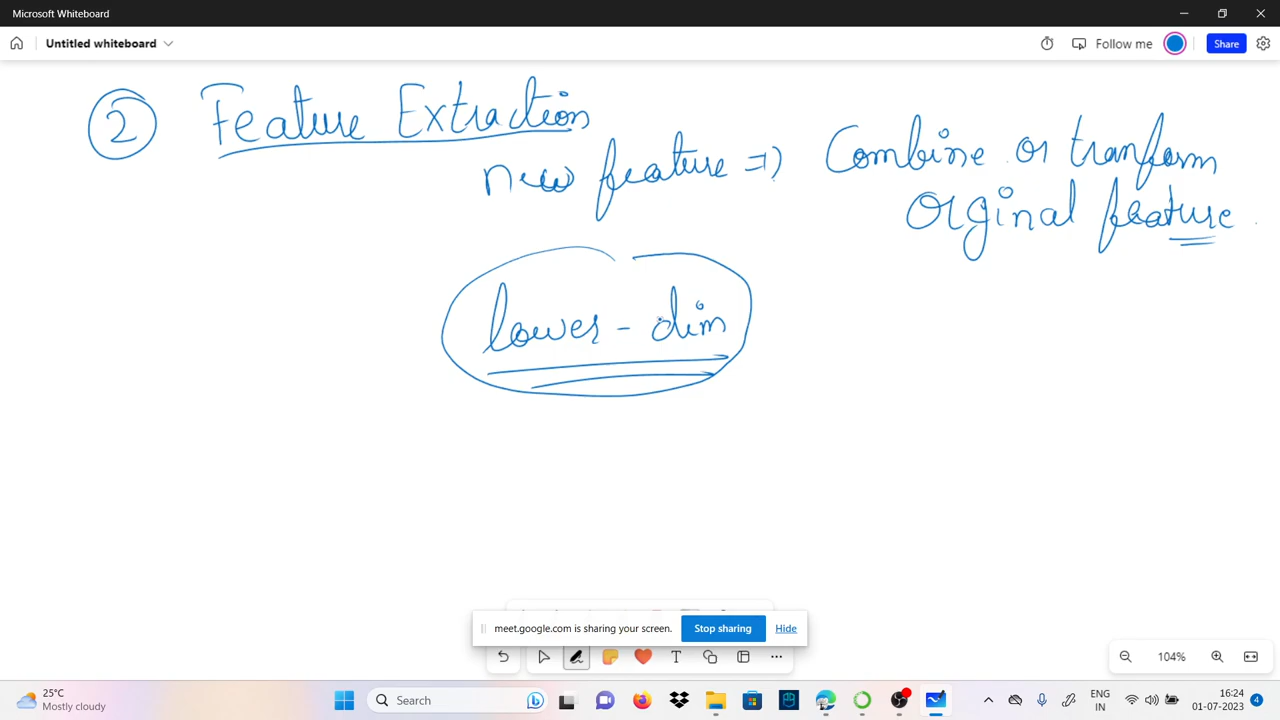 Microsoft Whiteboard
Untitled whiteboard
Follow me
Share
2 Feature Extraction
new feature => Combine or tranform
Orginal feature
lower - dim
meet.google.com is sharing your screen.
Stop sharing
Hide
T
104%
25°C
Mostly cloudy
Search
ENG
IN
16:24
01-07-2023
4